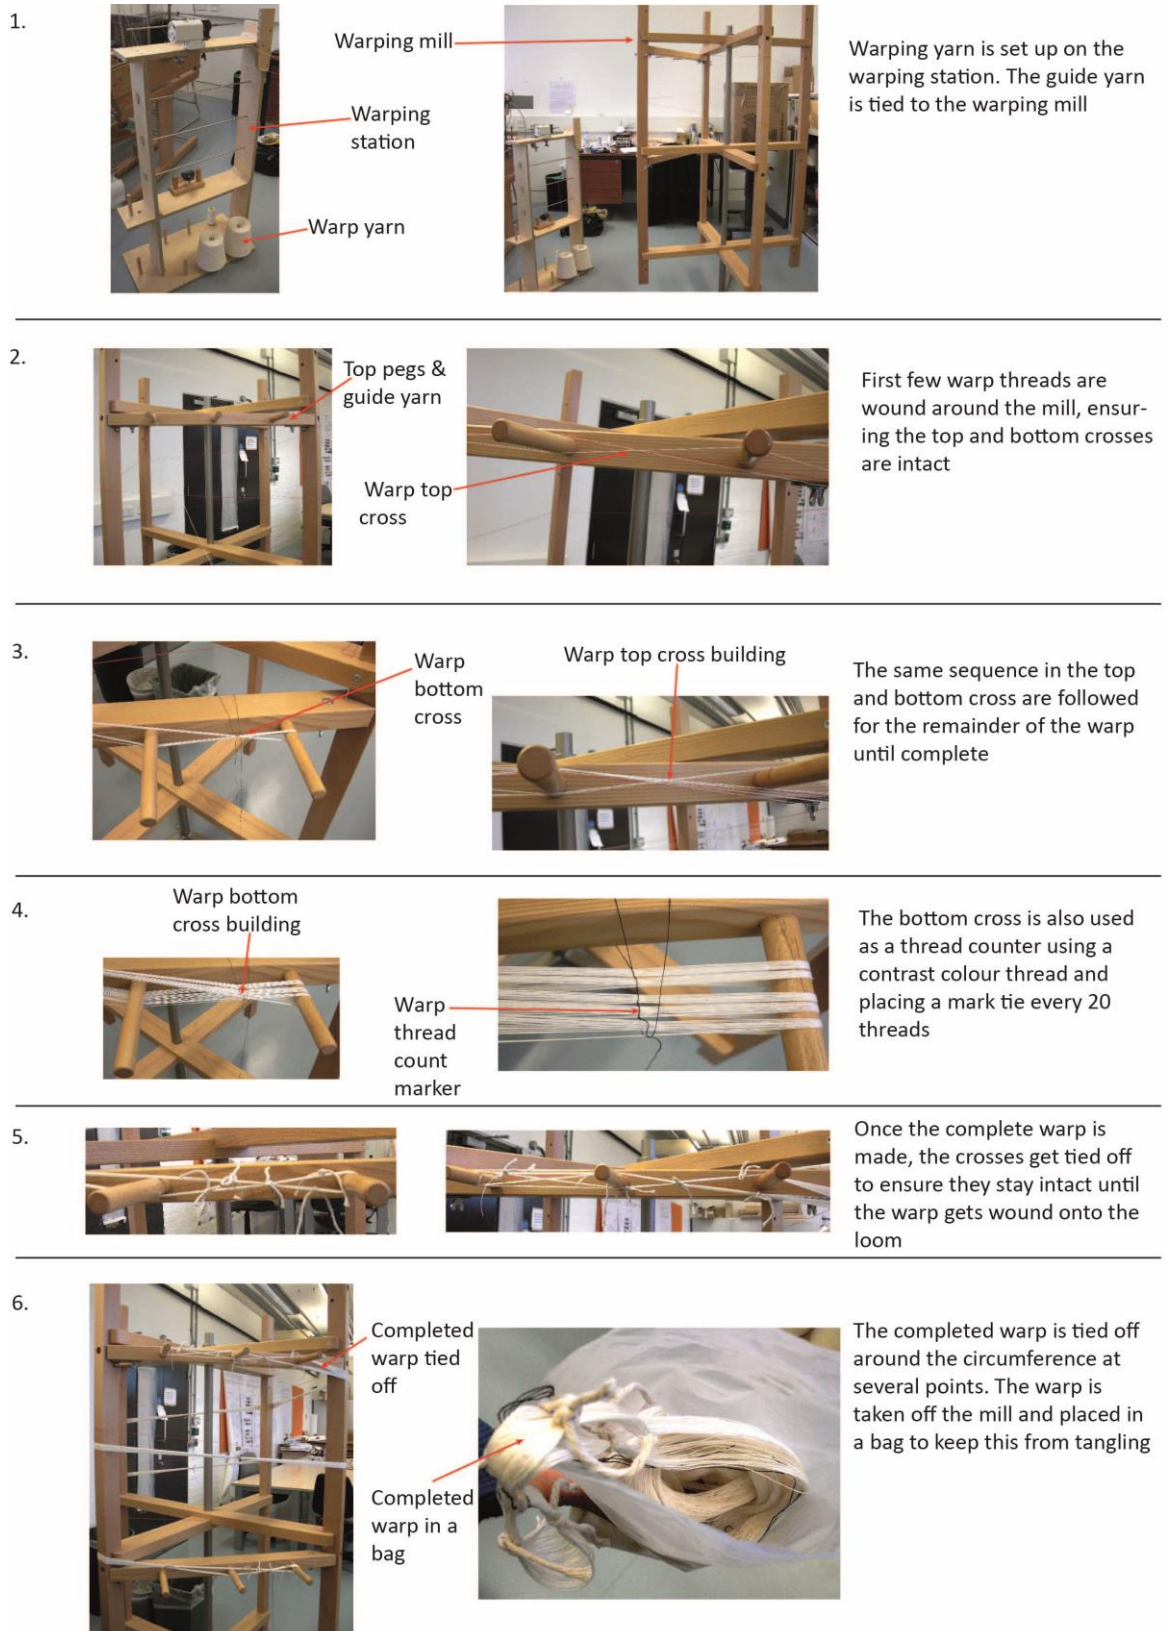 1.
Warping mill
Warping
station
Warp yarn
Warping yarn is set up on the
warping station. The guide yarn
is tied to the warping mill
2.
Top pegs &
guide yarn
Warp top
cross
First few warp threads are
wound around the mill, ensur-
ing the top and bottom crosses
are intact
3.
Warp
bottom
cross
Warp top cross building
The same sequence in the top
and bottom cross are followed
for the remainder of the warp
until complete
4.
Warp bottom
cross building
Warp
thread
count
marker
The bottom cross is also used
as a thread counter using a
contrast colour thread and
placing a mark tie every 20
threads
5.
Once the complete warp is
made, the crosses get tied off
to ensure they stay intact until
the warp gets wound onto the
loom
6.
Completed
warp tied
off
Completed
warp in a
bag
The completed warp is tied off
around the circumference at
several points. The warp is
taken off the mill and placed in
a bag to keep this from tangling